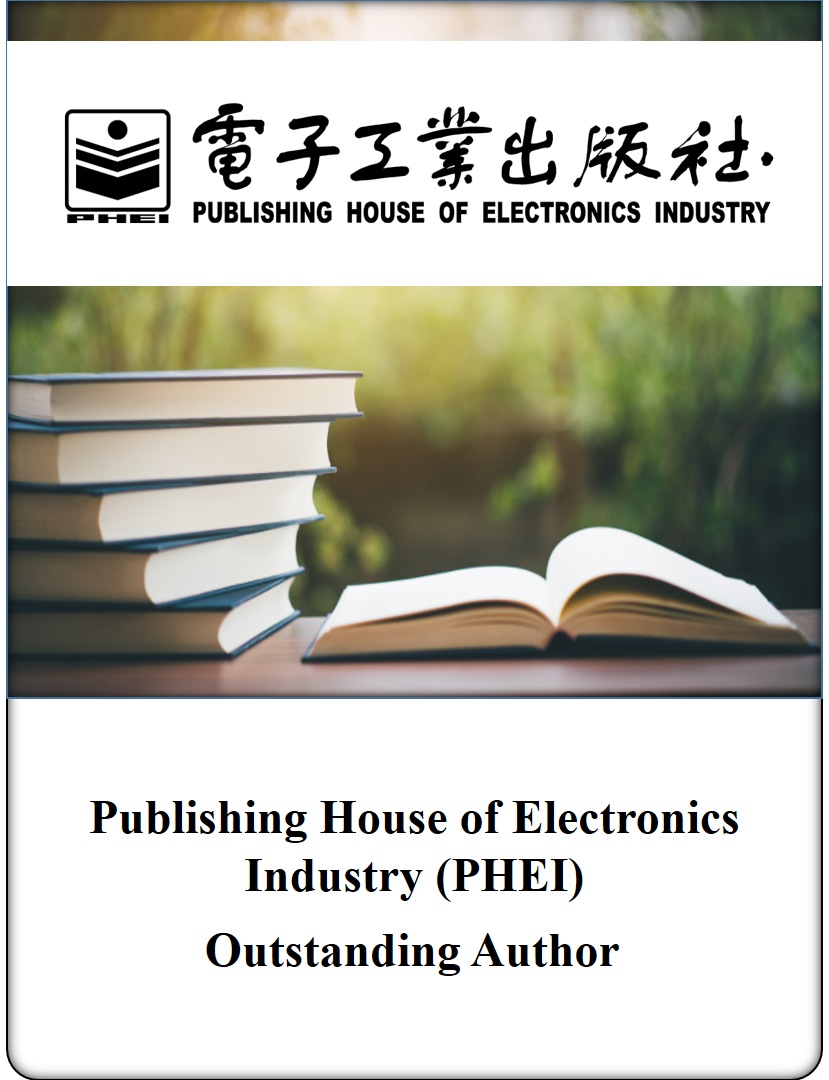 電子工業出版社.
PHEI
PUBLISHING HOUSE OF ELECTRONICS INDUSTRY
Publishing House of Electronics
Industry (PHEI)
Outstanding Author